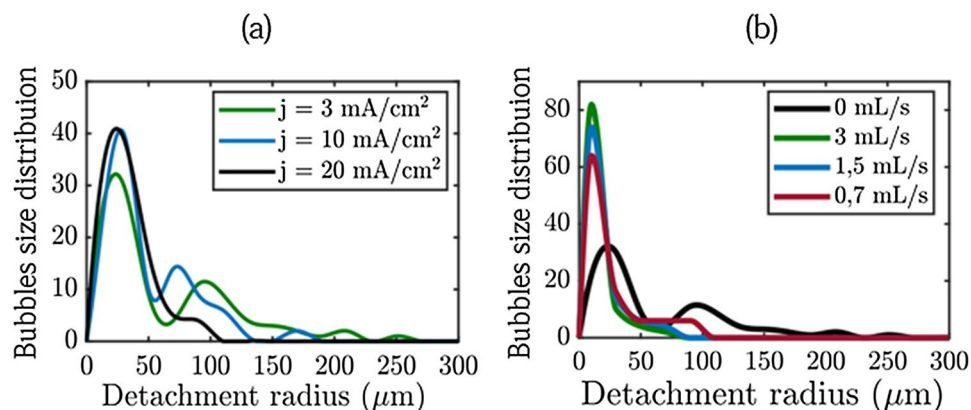 (a)
Bubbles size distribution
50
40
30
20
10
0
j = 3 mA/cm²
j = 10 mA/cm²
j = 20 mA/cm²
0 50 100 150 200 250 300
Detachment radius (μm)
(b)
Bubbles size distribution
80
60
40
20
0
0 mL/s
3 mL/s
1,5 mL/s
0,7 mL/s
0 50 100 150 200 250 300
Detachment radius (μm)